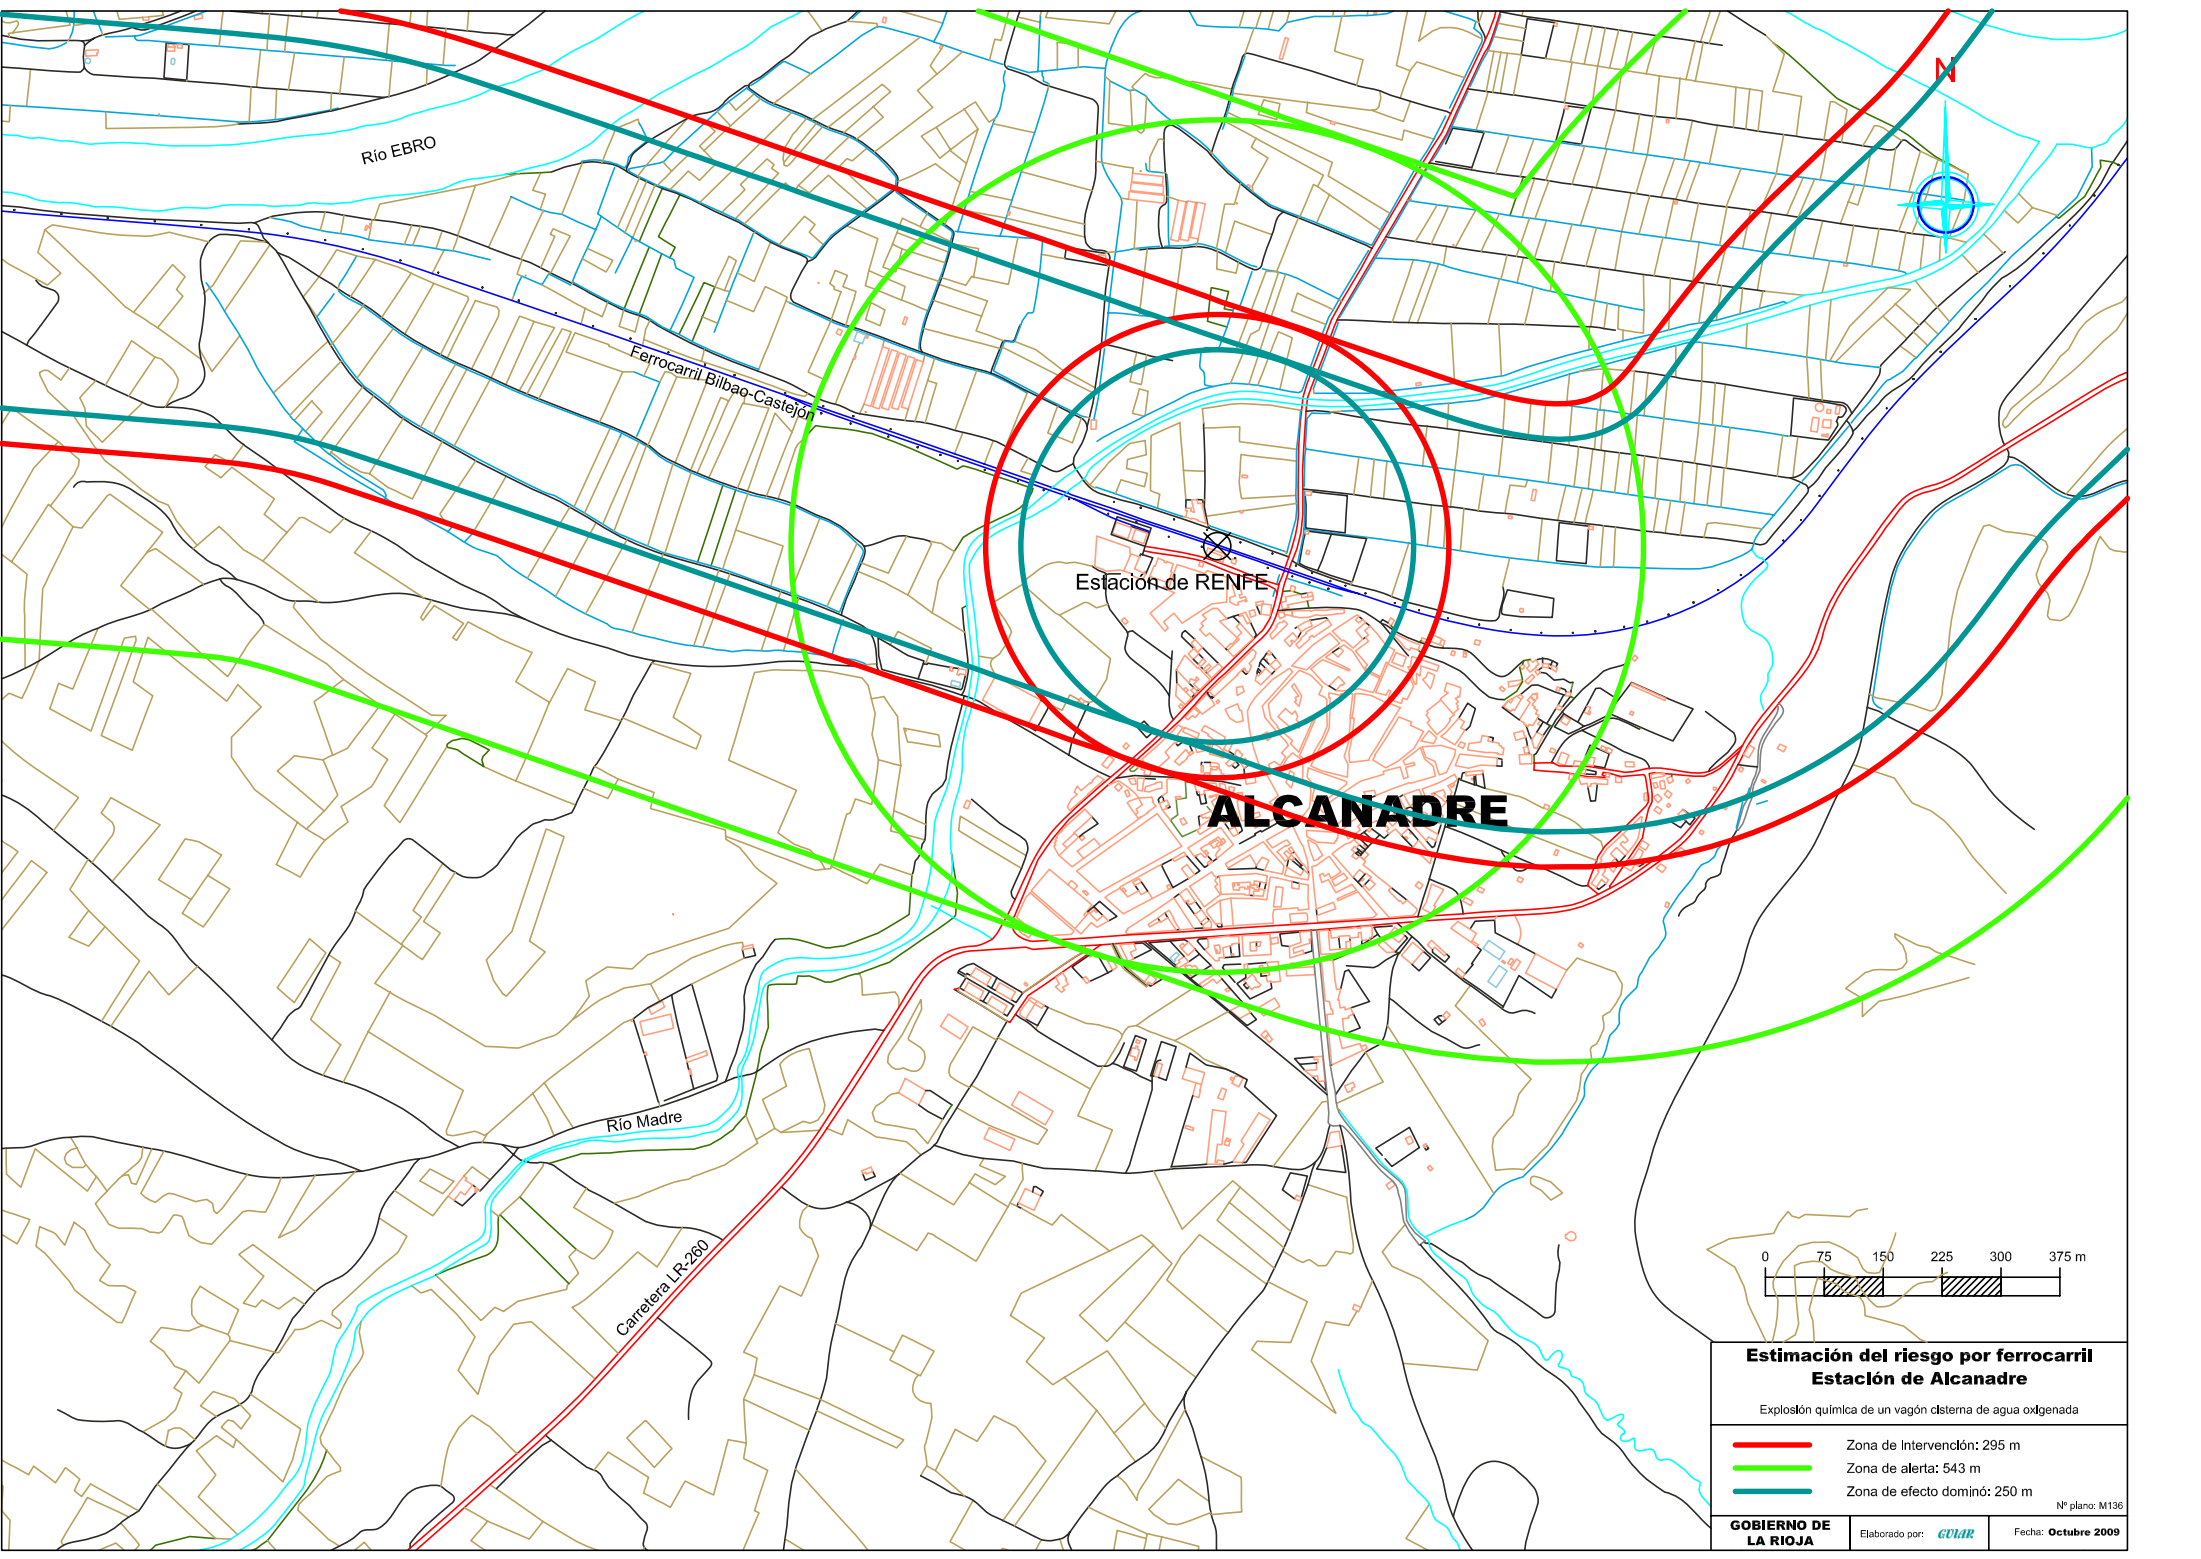 N
Río EBRO
Ferrocarril Bilbao-Castejón
Estación de RENFE
ALCANADRE
Río Madre
Carretera LR-260
0 75 150 225 300 375 m
Estimación del riesgo por ferrocarril
Estación de Alcanadre
Explosión química de un vagón cisterna de agua oxigenada
Zona de Intervención: 295 m
Zona de alerta: 543 m
Zona de efecto dominó: 250 m
Nº plano: M136
GOBIERNO DE
LA RIOJA
Elaborado por: GUIAR
Fecha: Octubre 2009